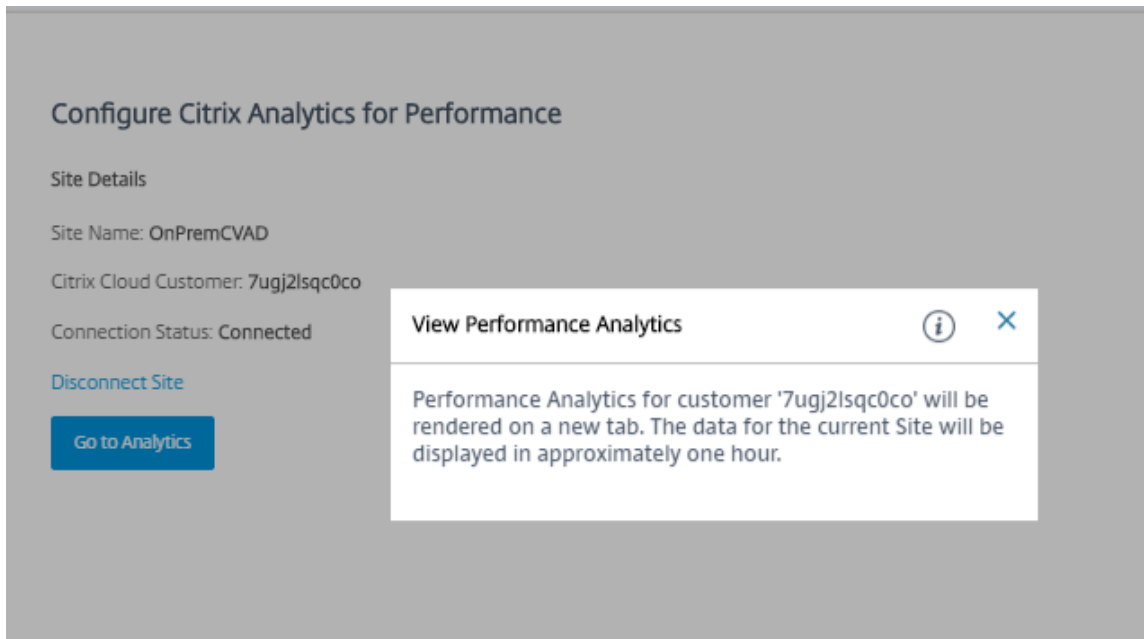 Configure Citrix Analytics for Performance
Site Details
Site Name: OnPremCVAD
Citrix Cloud Customer: 7ugj2lsqc0co
Connection Status: Connected
Disconnect Site
Go to Analytics
View Performance Analytics
Performance Analytics for customer '7ugj2lsqc0co' will be
rendered on a new tab. The data for the current Site will be
displayed in approximately one hour.